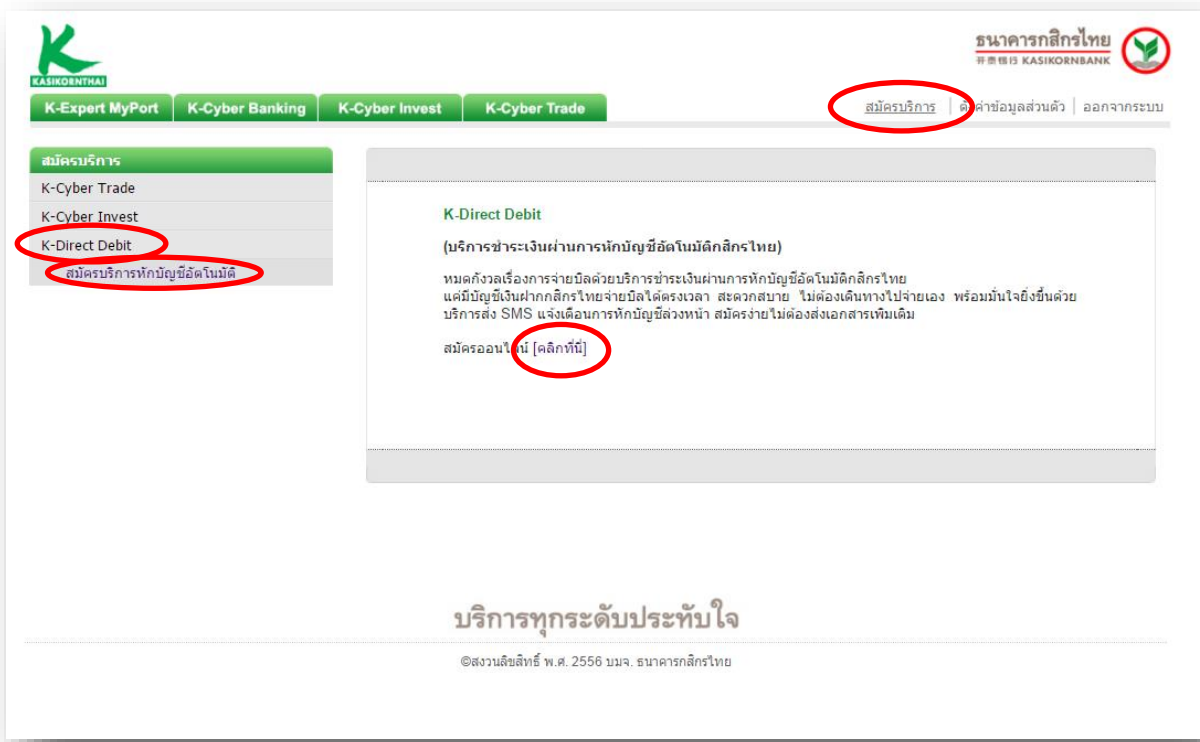 KASIKORNTHAI
ธนาคารกสิกรไทย
开泰银行 KASIKORNBANK
K-Expert MyPort K-Cyber Banking K-Cyber Invest K-Cyber Trade
สมัครบริการ | ตั้งค่าข้อมูลส่วนตัว | ออกจากระบบ
สมัครบริการ
K-Cyber Trade
K-Cyber Invest
K-Direct Debit
สมัครบริการหักบัญชีอัตโนมัติ
K-Direct Debit
(บริการชำระเงินผ่านการหักบัญชีอัตโนมัติกสิกรไทย)
หมดกังวลเรื่องการจ่ายบิลด้วยบริการชำระเงินผ่านการหักบัญชีอัตโนมัติกสิกรไทย
แค่มีบัญชีเงินฝากกสิกรไทยจ่ายบิลได้ตรงเวลา สะดวกสบาย ไม่ต้องเดินทางไปจ่ายเอง พร้อมมั่นใจยิ่งขึ้นด้วย
บริการส่ง SMS แจ้งเตือนการหักบัญชีล่วงหน้า สมัครง่ายไม่ต้องส่งเอกสารเพิ่มเติม
สมัครออนไลน์ [คลิกที่นี่]
บริการทุกระดับประทับใจ
©สงวนลิขสิทธิ์ พ.ศ. 2556 บมจ. ธนาคารกสิกรไทย